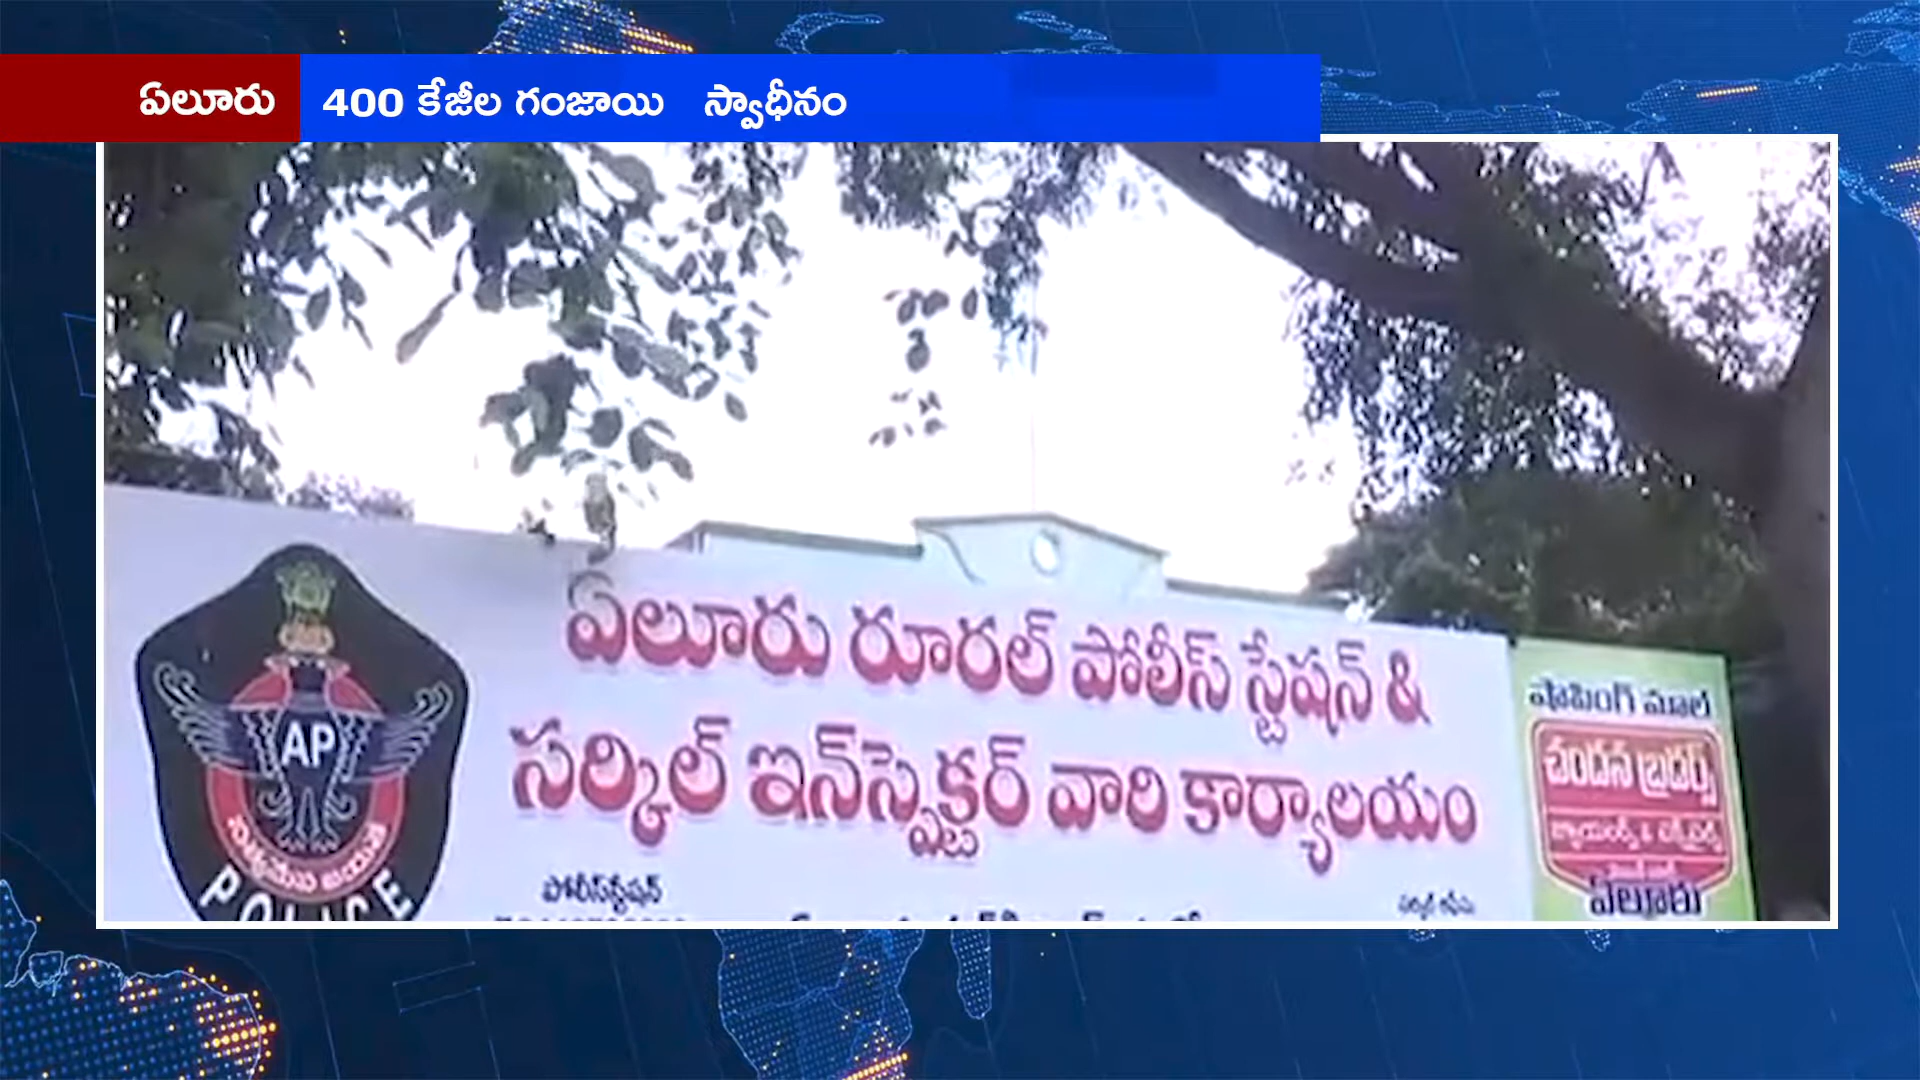 ఏలూరు
400 కేజీల గంజాయి స్వాధీనం
ఏలూరు రూరల్ పోలీస్ స్టేషన్ &
సర్కిల్ ఇన్‌స్పెక్టర్ వారి కార్యాలయం
AP
POLICE
పోలీస్‌స్టేషన్
షాపింగ్ మాల్
చందన బ్రదర్స్
ఏలూరు